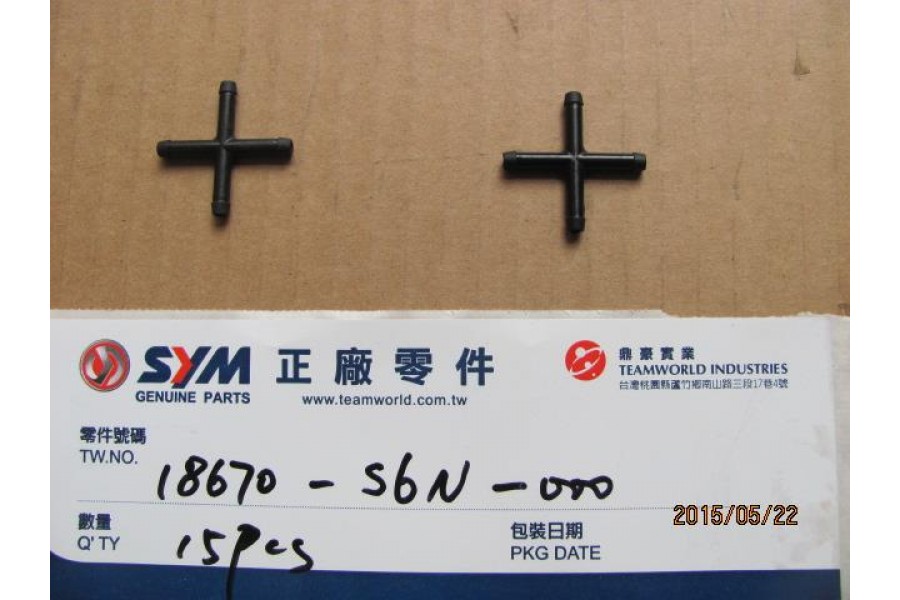 SYM
GENUINE PARTS
正廠零件
www.teamworld.com.tw
鼎豪實業
TEAMWORLD INDUSTRIES
台灣桃園縣蘆竹鄉南山路三段17巷4號
零件號碼
TW.NO. 18670-S6N-000
數量
Q'TY 15pcs
包裝日期
PKG DATE
2015/05/22